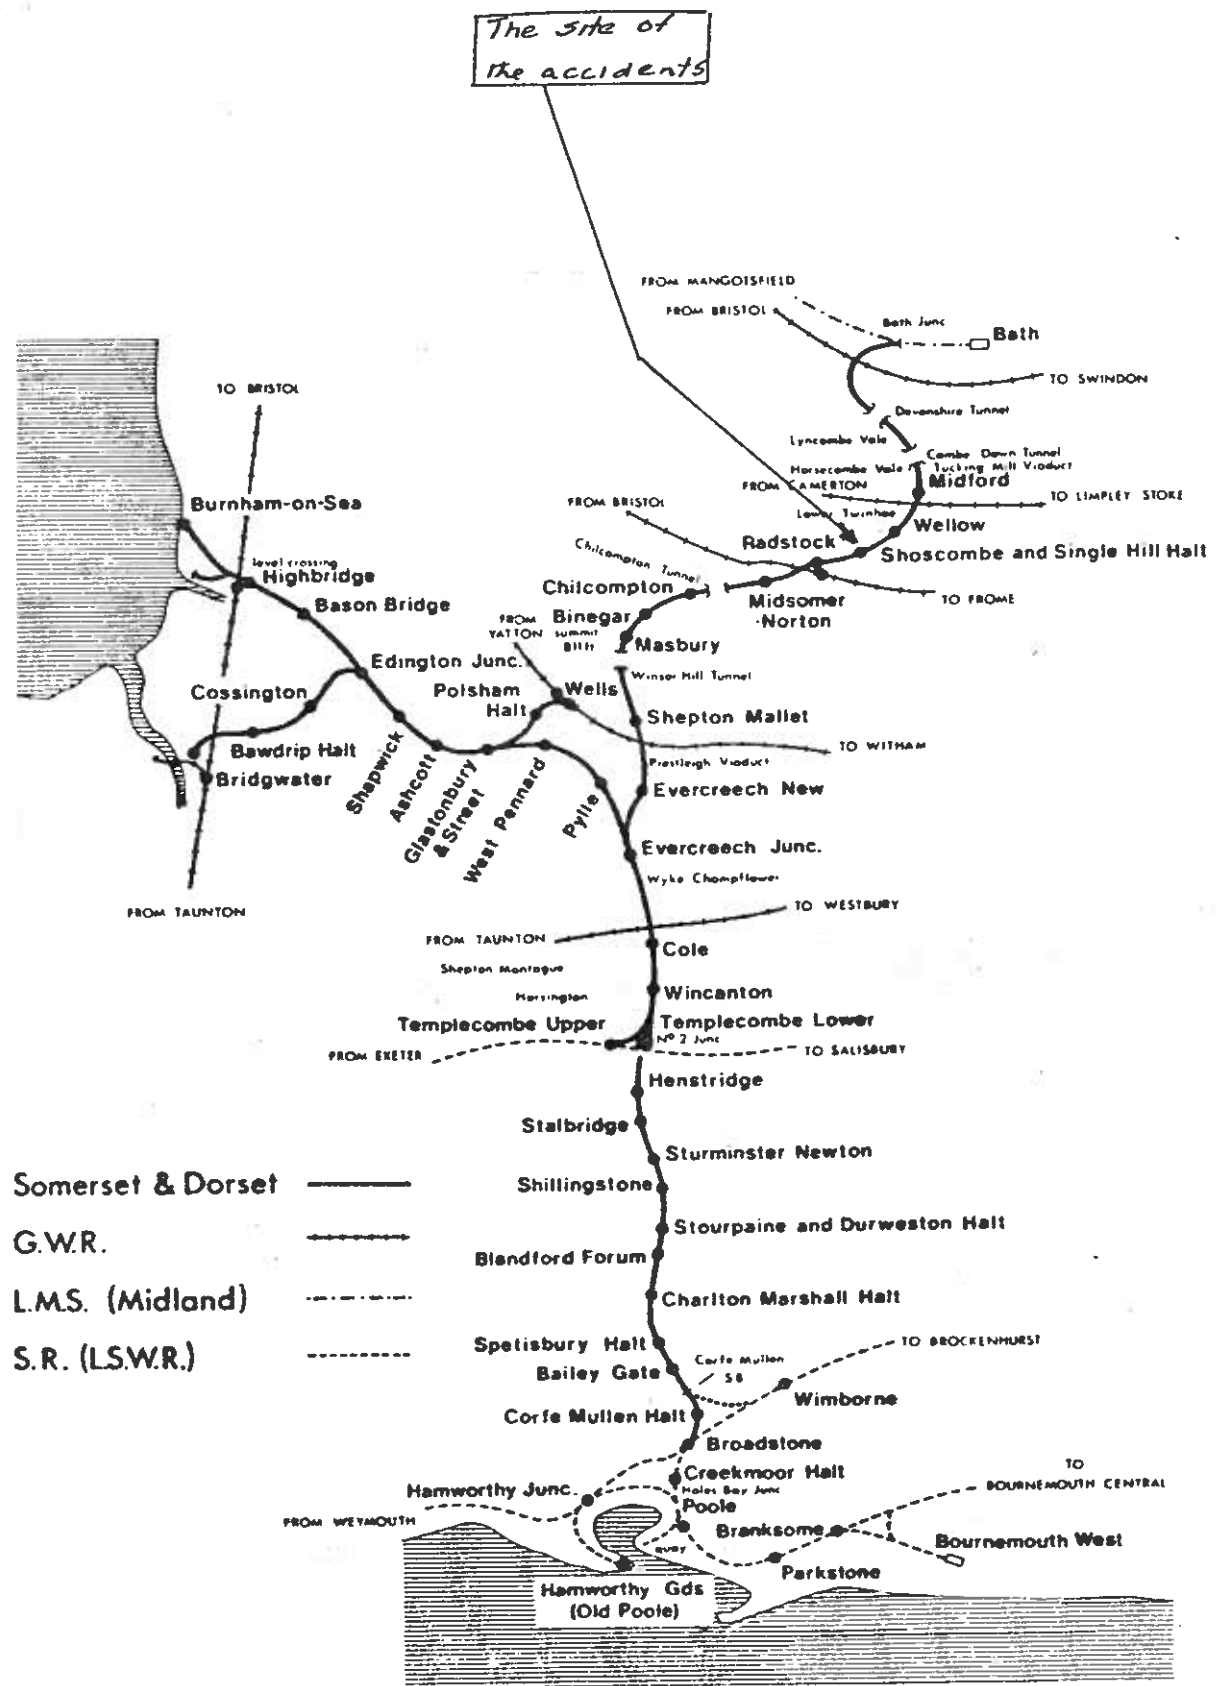 The site of
the accidents
FROM MANGOTSFIELD
FROM BRISTOL
Bath Junc
Bath
TO SWINDON
TO BRISTOL
Devonshire Tunnel
Lyncombe Vale
Combe Down Tunnel
Horsecombe Vale
Tucking Mill Viaduct
FROM CAMERTON
Midford
TO LIMPLEY STOKE
FROM BRISTOL
Lower Twinhoe
Burnham-on-Sea
Wellow
Radstock
Shoscombe and Single Hill Halt
Chilcompton Tunnel
level crossing
Highbridge
Chilcompton
Midsomer
Norton
TO FROME
Bason Bridge
FROM
YATTON
Binegar
summit
811ft
Masbury
Edington Junc.
Winsor Hill Tunnel
Cossington
Polsham
Halt
Wells
Shepton Mallet
Bawdrip Halt
TO WITHAM
Prestleigh Viaduct
Bridgwater
Shapwick
Ashcott
Glastonbury
& Street
West Pennard
Pylle
Evercreech New
Evercreech Junc.
Wyke Champflower
FROM TAUNTON
TO WESTBURY
FROM TAUNTON
Cole
Shepton Montague
Horsington
Wincanton
Templecombe Upper
Templecombe Lower
Nº 2 Junc
FROM EXETER
TO SALISBURY
Henstridge
Stalbridge
Sturminster Newton
Somerset & Dorset
Shillingstone
Stourpaine and Durweston Halt
G.W.R.
Blandford Forum
L.M.S. (Midland)
Charlton Marshall Halt
S.R. (L.S.W.R.)
Spetisbury Halt
TO BROCKENHURST
Bailey Gate
Corfe Mullen
SB
Wimborne
Corfe Mullen Halt
Broadstone
Creekmoor Halt
Holes Bay Junc
TO
BOURNEMOUTH CENTRAL
Hamworthy Junc.
Poole
FROM WEYMOUTH
Branksome
Bournemouth West
quay
Parkstone
Hamworthy Gds
(Old Poole)